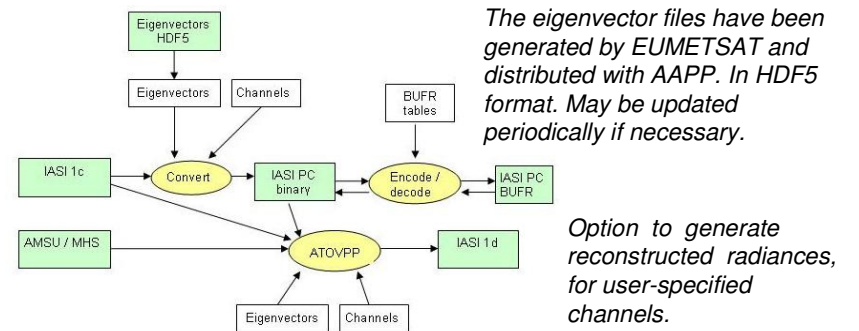 Eigenvectors
HDF5
The eigenvector files have been
generated by EUMETSAT and
distributed with AAPP. In HDF5
format. May be updated
periodically if necessary.
Eigenvectors
Channels
BUFR
tables
IASI 1c
Convert
IASI PC
binary
Encode /
decode
IASI PC
BUFR
AMSU / MHS
ATOVPP
IASI 1d
Option to generate
reconstructed radiances,
for user-specified
channels.
Eigenvectors
Channels